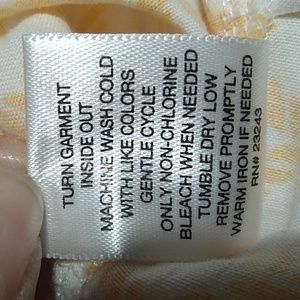 TURN GARMENT
INSIDE OUT
MACHINE WASH COLD
WITH LIKE COLORS
GENTLE CYCLE
ONLY NON-CHLORINE
BLEACH WHEN NEEDED
TUMBLE DRY LOW
REMOVE PROMPTLY
WARM IRON IF NEEDED
RN# 23243